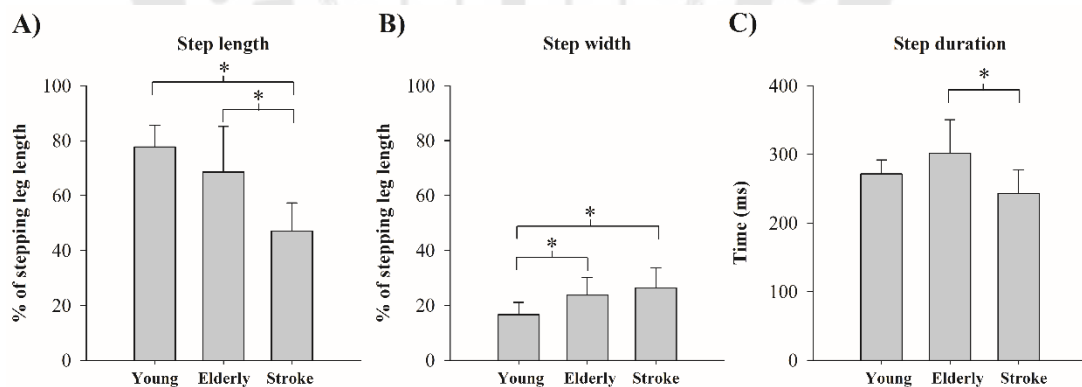 A)
Step length
% of stepping leg length
100
80
60
40
20
0
*
*
Young Elderly Stroke
B)
Step width
% of stepping leg length
100
80
60
40
20
0
*
*
Young Elderly Stroke
C)
Step duration
Time (ms)
400
300
200
100
0
*
Young Elderly Stroke